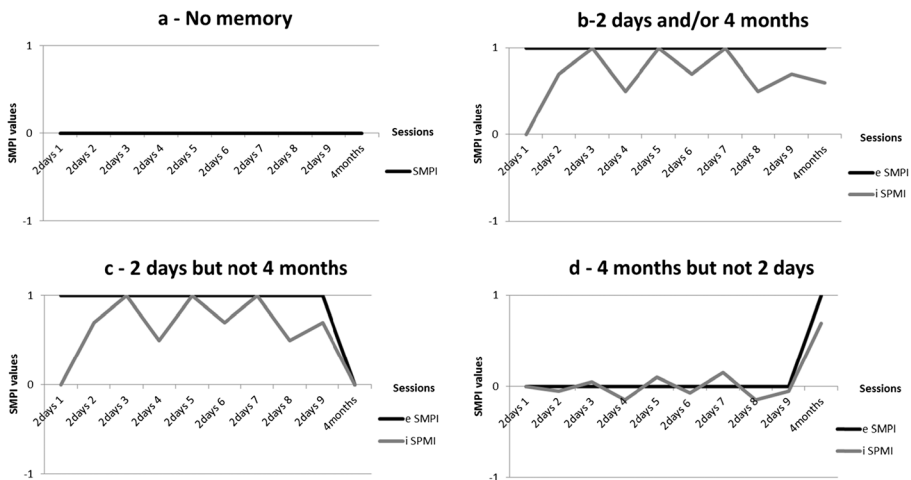 a - No memory
1
0
-1
SMPI values
2days 1
2days 2
2days 3
2days 4
2days 5
2days 6
2days 7
2days 8
2days 9
4months
Sessions
SMPI
b-2 days and/or 4 months
1
0
-1
SMPI values
2days 1
2days 2
2days 3
2days 4
2days 5
2days 6
2days 7
2days 8
2days 9
4months
Sessions
e SMPI
i SPMI
c - 2 days but not 4 months
1
0
-1
SMPI values
2days 1
2days 2
2days 3
2days 4
2days 5
2days 6
2days 7
2days 8
2days 9
4months
Sessions
e SMPI
i SPMI
d - 4 months but not 2 days
1
0
-1
SMPI values
2days 1
2days 2
2days 3
2days 4
2days 5
2days 6
2days 7
2days 8
2days 9
4months
Sessions
e SMPI
i SPMI